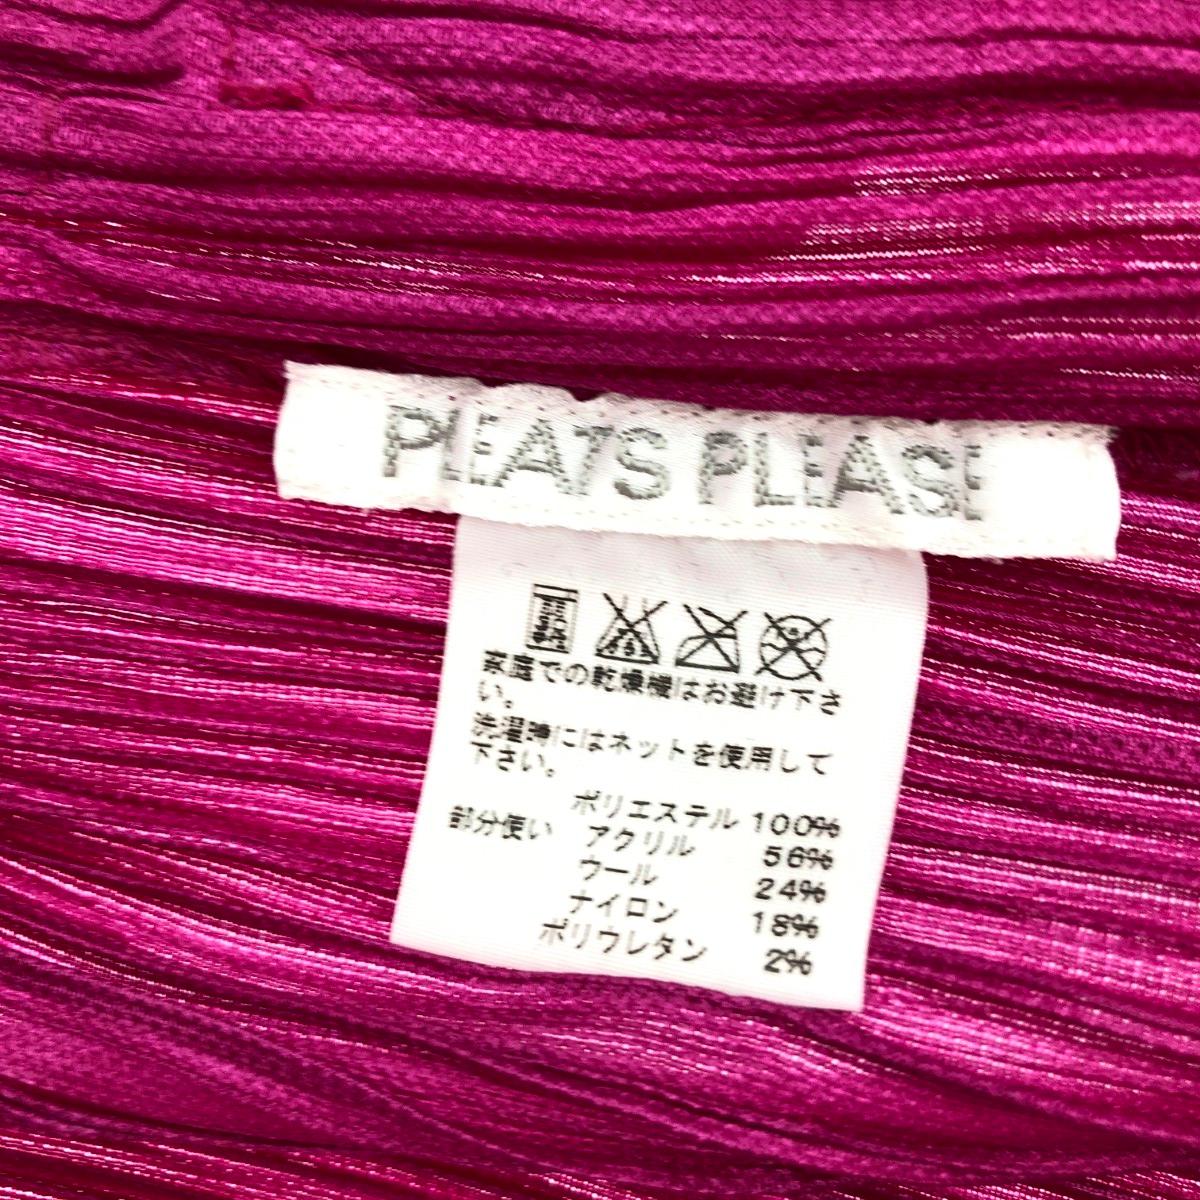 PLEATS PLEASE
家庭での乾燥機はお避け下さ
い。
洗濯時にはネットを使用して
下さい。
ポリエステル 100%
部分使い アクリル 56%
ウール 24%
ナイロン 18%
ポリウレタン 2%